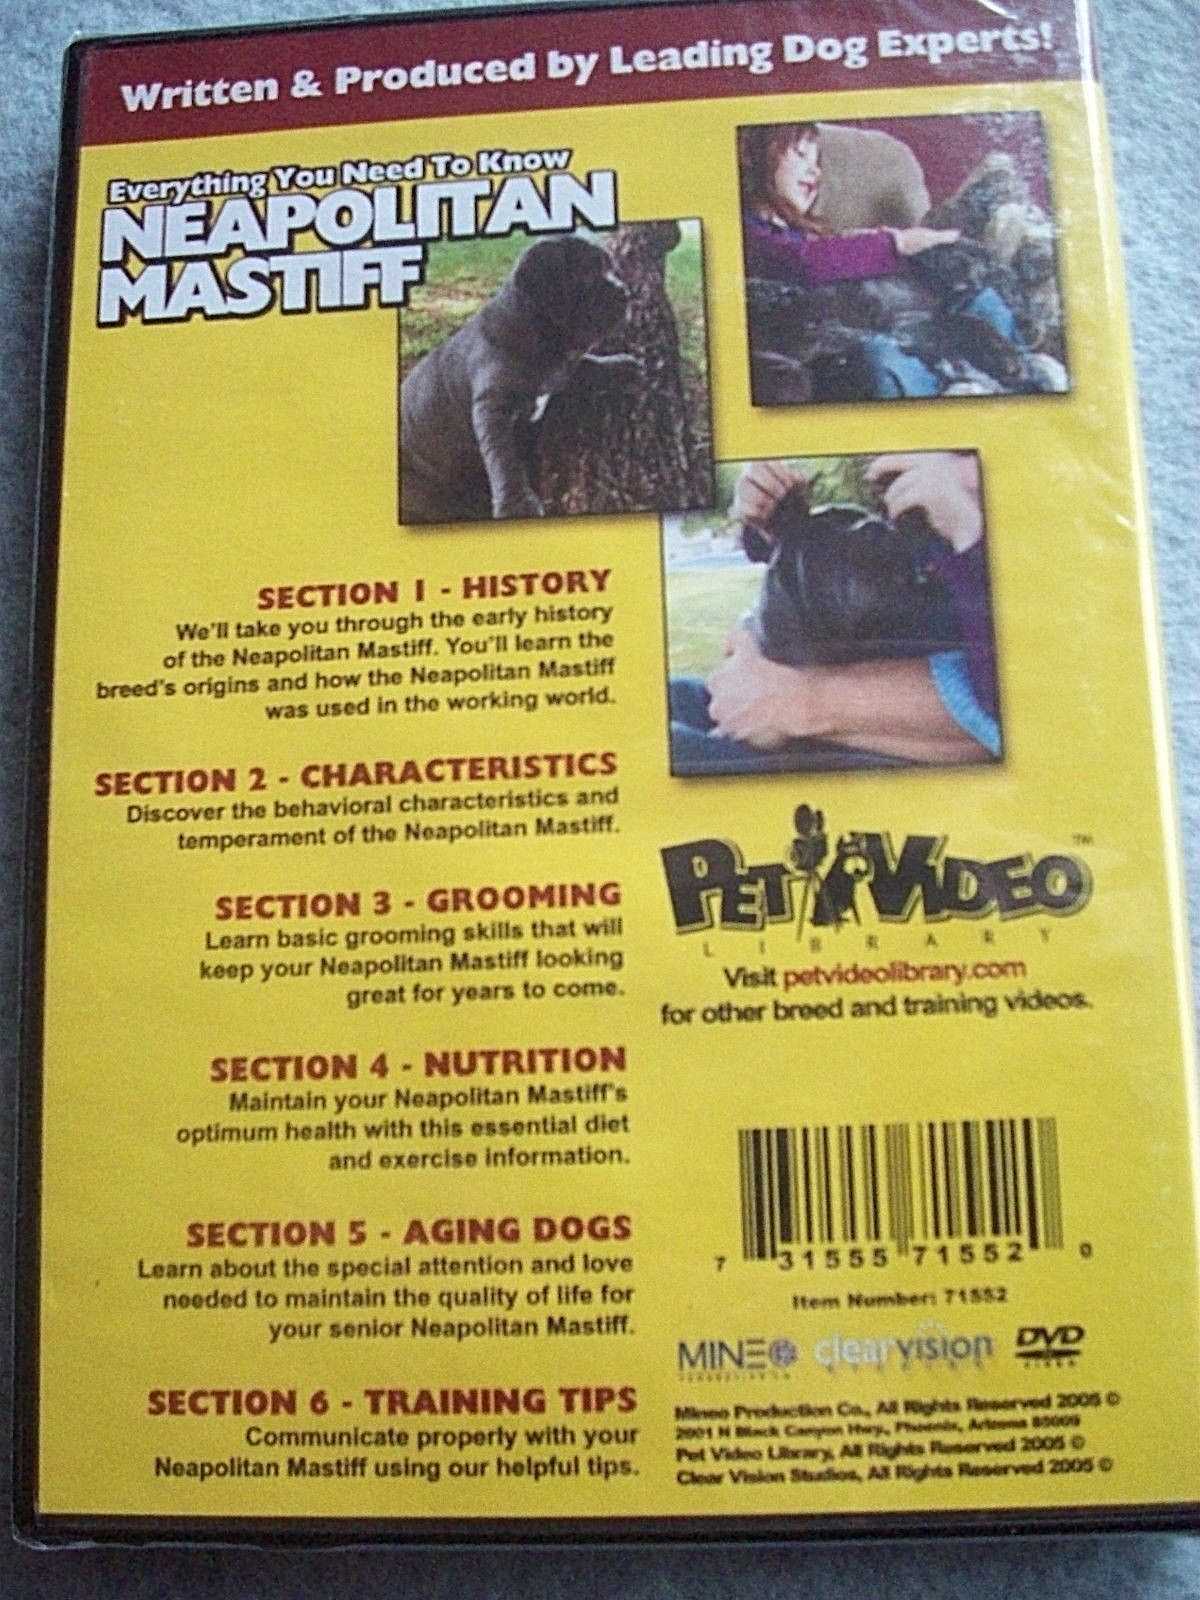 Written & Produced by Leading Dog Experts!
Everything You Need To Know
NEAPOLITAN
MASTIFF
SECTION 1 - HISTORY
We'll take you through the early history
of the Neapolitan Mastiff. You'll learn the
breed's origins and how the Neapolitan Mastiff
was used in the working world.
SECTION 2 - CHARACTERISTICS
Discover the behavioral characteristics and
temperament of the Neapolitan Mastiff.
SECTION 3 - GROOMING
Learn basic grooming skills that will
keep your Neapolitan Mastiff looking
great for years to come.
SECTION 4 - NUTRITION
Maintain your Neapolitan Mastiff's
optimum health with this essential diet
and exercise information.
SECTION 5 - AGING DOGS
Learn about the special attention and love
needed to maintain the quality of life for
your senior Neapolitan Mastiff.
SECTION 6 - TRAINING TIPS
Communicate properly with your
Neapolitan Mastiff using our helpful tips.
PET VIDEO™
LIBRARY
Visit petvideolibrary.com
for other breed and training videos.
7 31555 71552 0
Item Number: 71552
MINEO
clearvision
DVD
VIDEO
Mineo Production Co., All Rights Reserved 2005 ©
2001 N Black Canyon Hwy., Phoenix, Arizona 85009
Pet Video Library, All Rights Reserved 2005 ©
Clear Vision Studios, All Rights Reserved 2005 ©